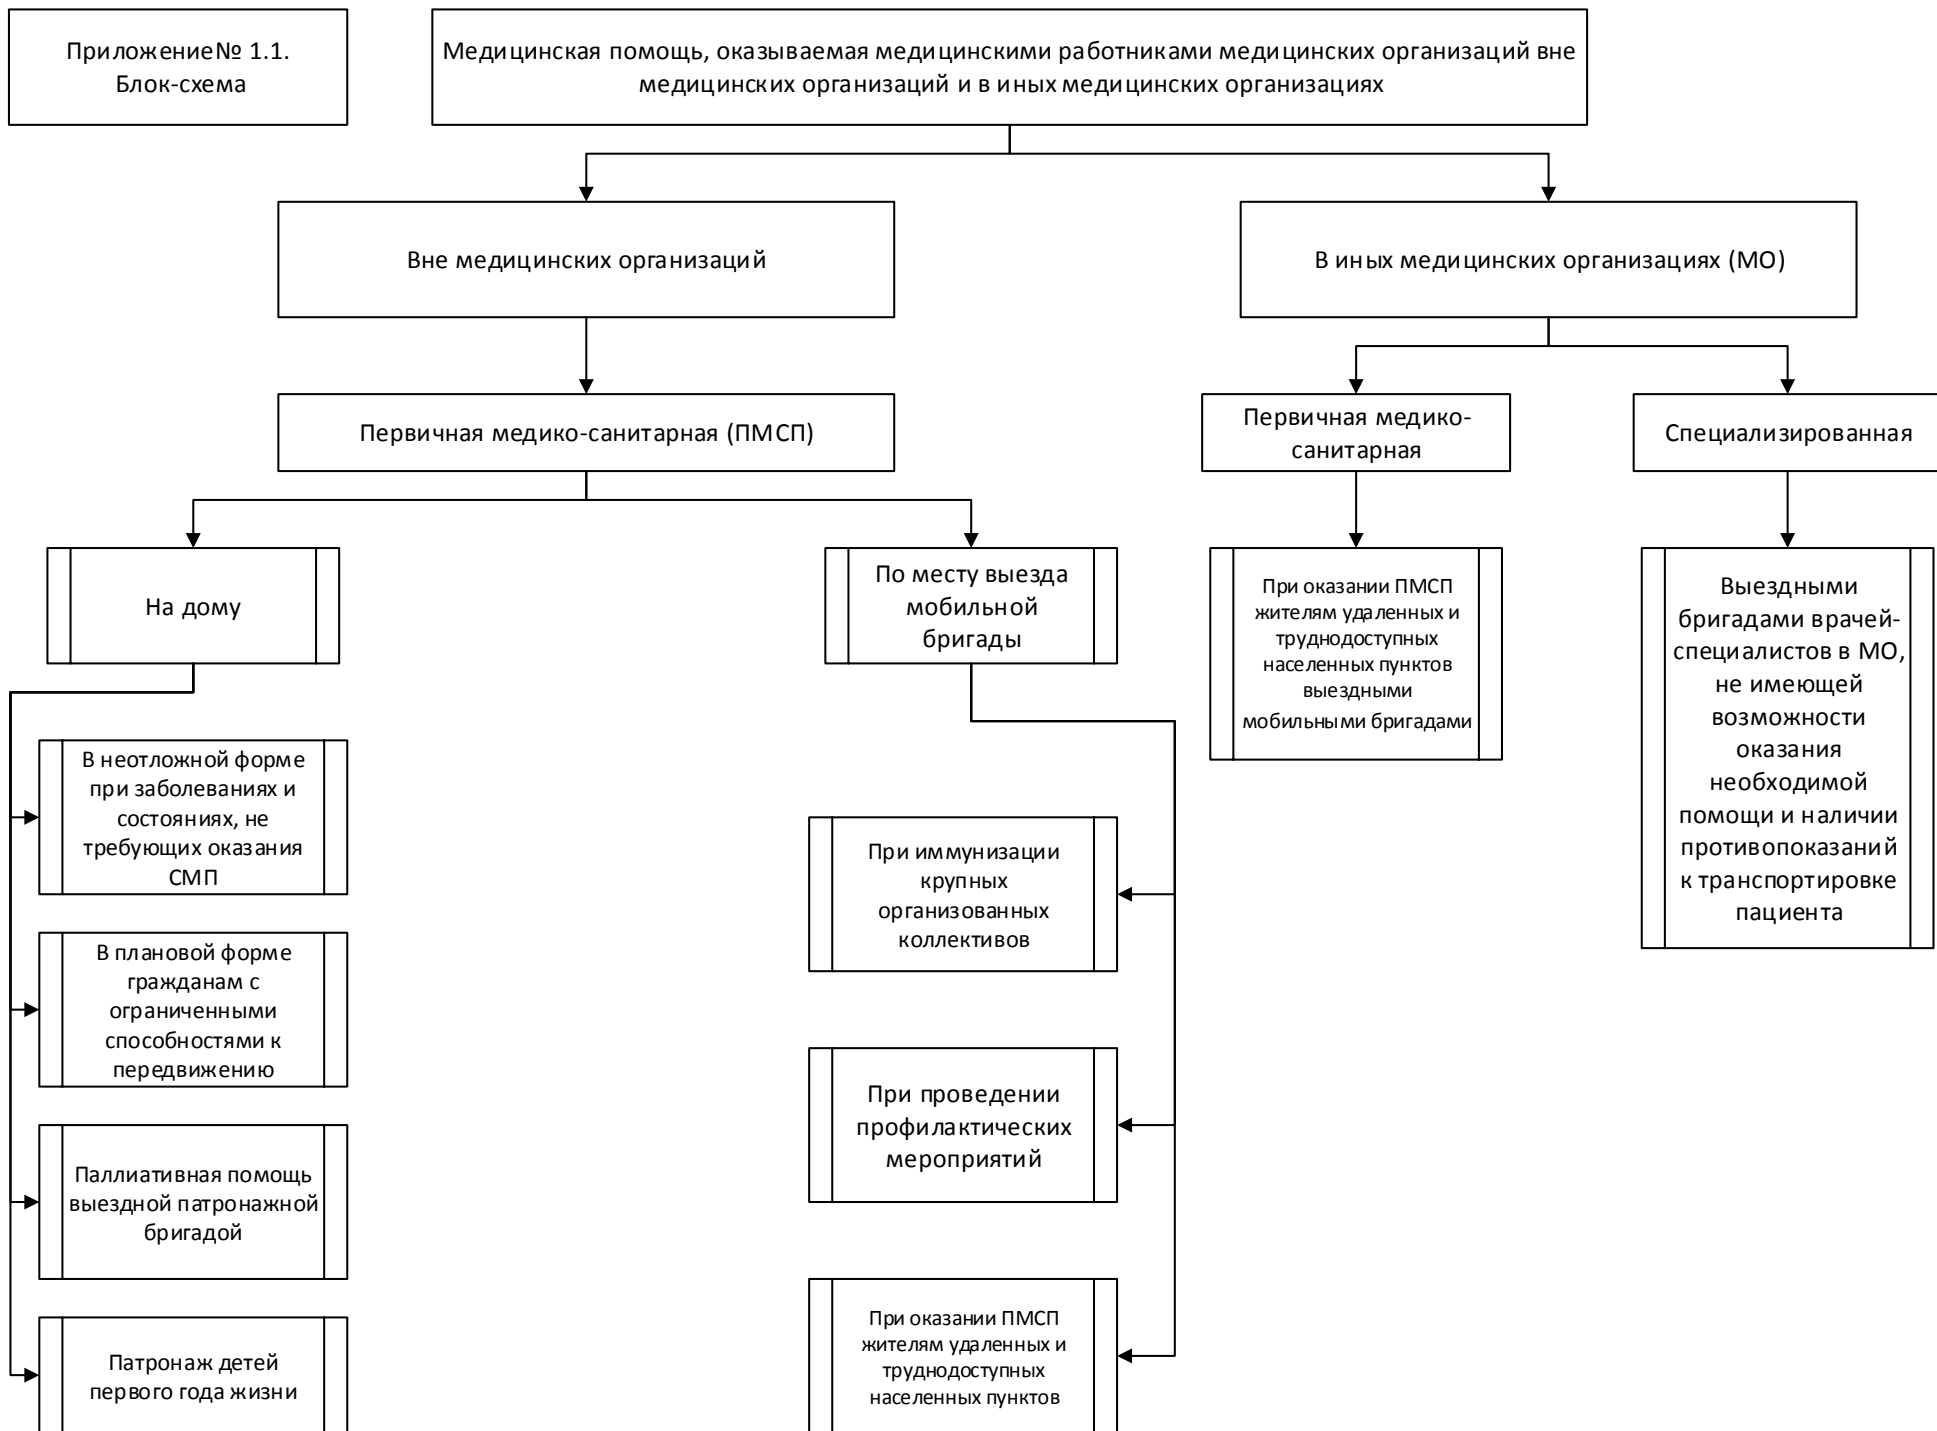 Приложение№ 1.1.
Блок-схема
Медицинская помощь, оказываемая медицинскими работниками медицинских организаций вне
медицинских организаций и в иных медицинских организациях
Вне медицинских организаций
В иных медицинских организациях (МО)
Первичная медико-санитарная (ПМСП)
Первичная медико-
санитарная
Специализированная
На дому
По месту выезда
мобильной
бригады
При оказании ПМСП
жителям удаленных и
труднодоступных
населенных пунктов
выездными
мобильными бригадами
Выездными
бригадами врачей-
специалистов в МО,
не имеющей
возможности
оказания
необходимой
помощи и наличии
противопоказаний
к транспортировке
пациента
В неотложной форме
при заболеваниях и
состояниях, не
требующих оказания
СМП
В плановой форме
гражданам с
ограниченными
способностями к
передвижению
Паллиативная помощь
выездной патронажной
бригадой
Патронаж детей
первого года жизни
При иммунизации
крупных
организованных
коллективов
При проведении
профилактических
мероприятий
При оказании ПМСП
жителям удаленных и
труднодоступных
населенных пунктов